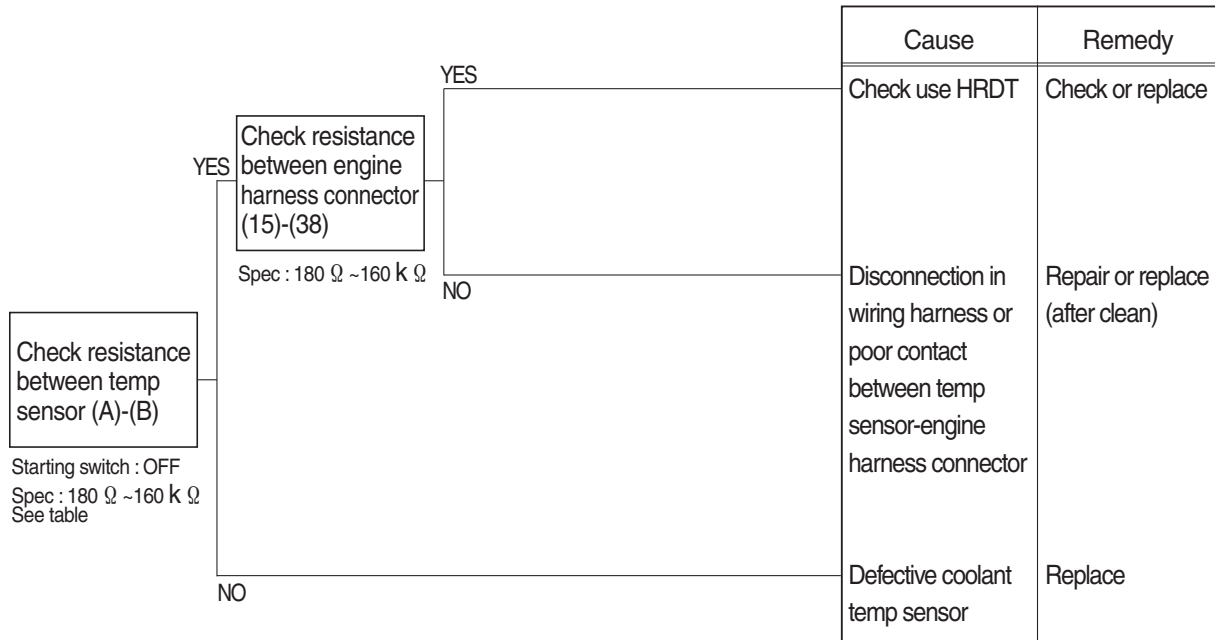 Cause
Remedy
YES
Check use HRDT
Check or replace
Check resistance
YES
between engine
harness connector
(15)-(38)
Spec : 180 Ω ~160 k Ω
NO
Disconnection in
wiring harness or
poor contact
between temp
sensor-engine
harness connector
Repair or replace
(after clean)
Check resistance
between temp
sensor (A)-(B)
Starting switch : OFF
Spec : 180 Ω ~160 k Ω
See table
NO
Defective coolant
temp sensor
Replace